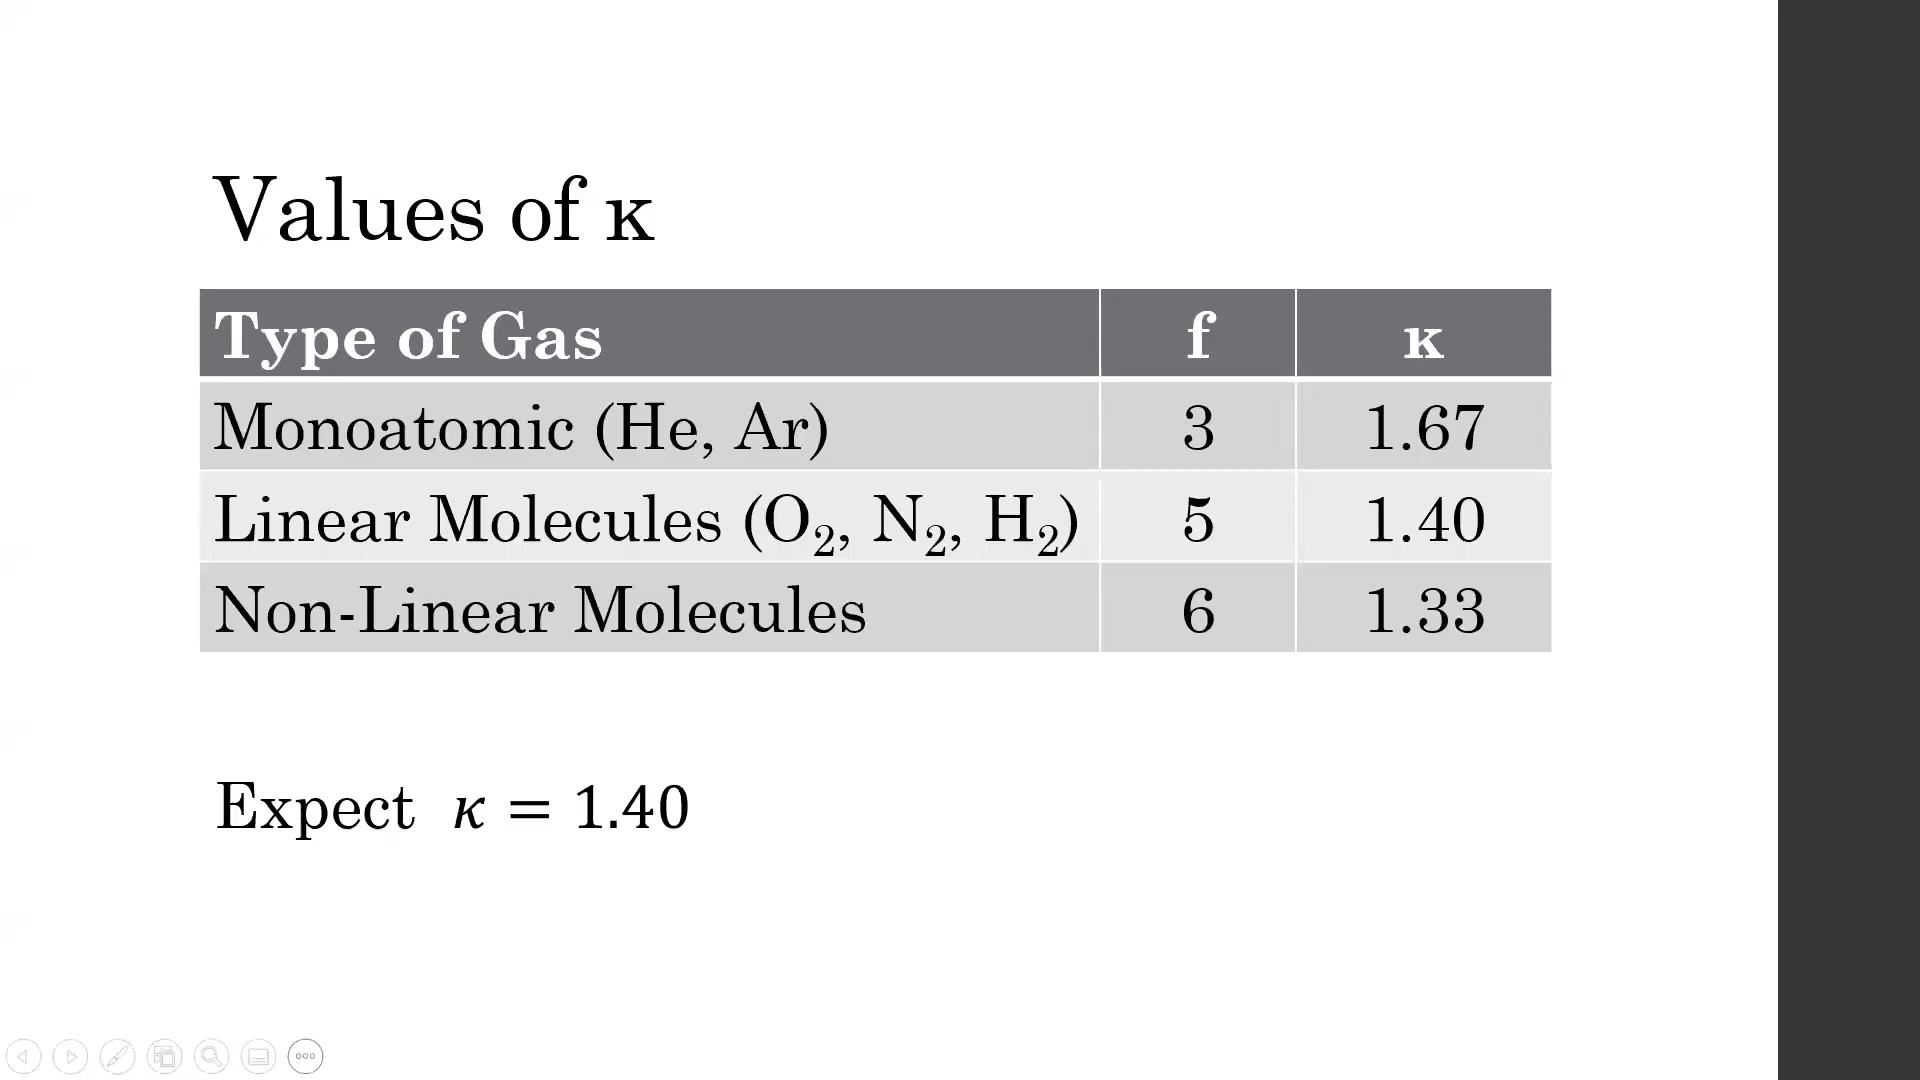 Values of κ
Type of Gas f κ
Monoatomic (He, Ar) 3 1.67
Linear Molecules (O₂, N₂, H₂) 5 1.40
Non-Linear Molecules 6 1.33
Expect κ = 1.40